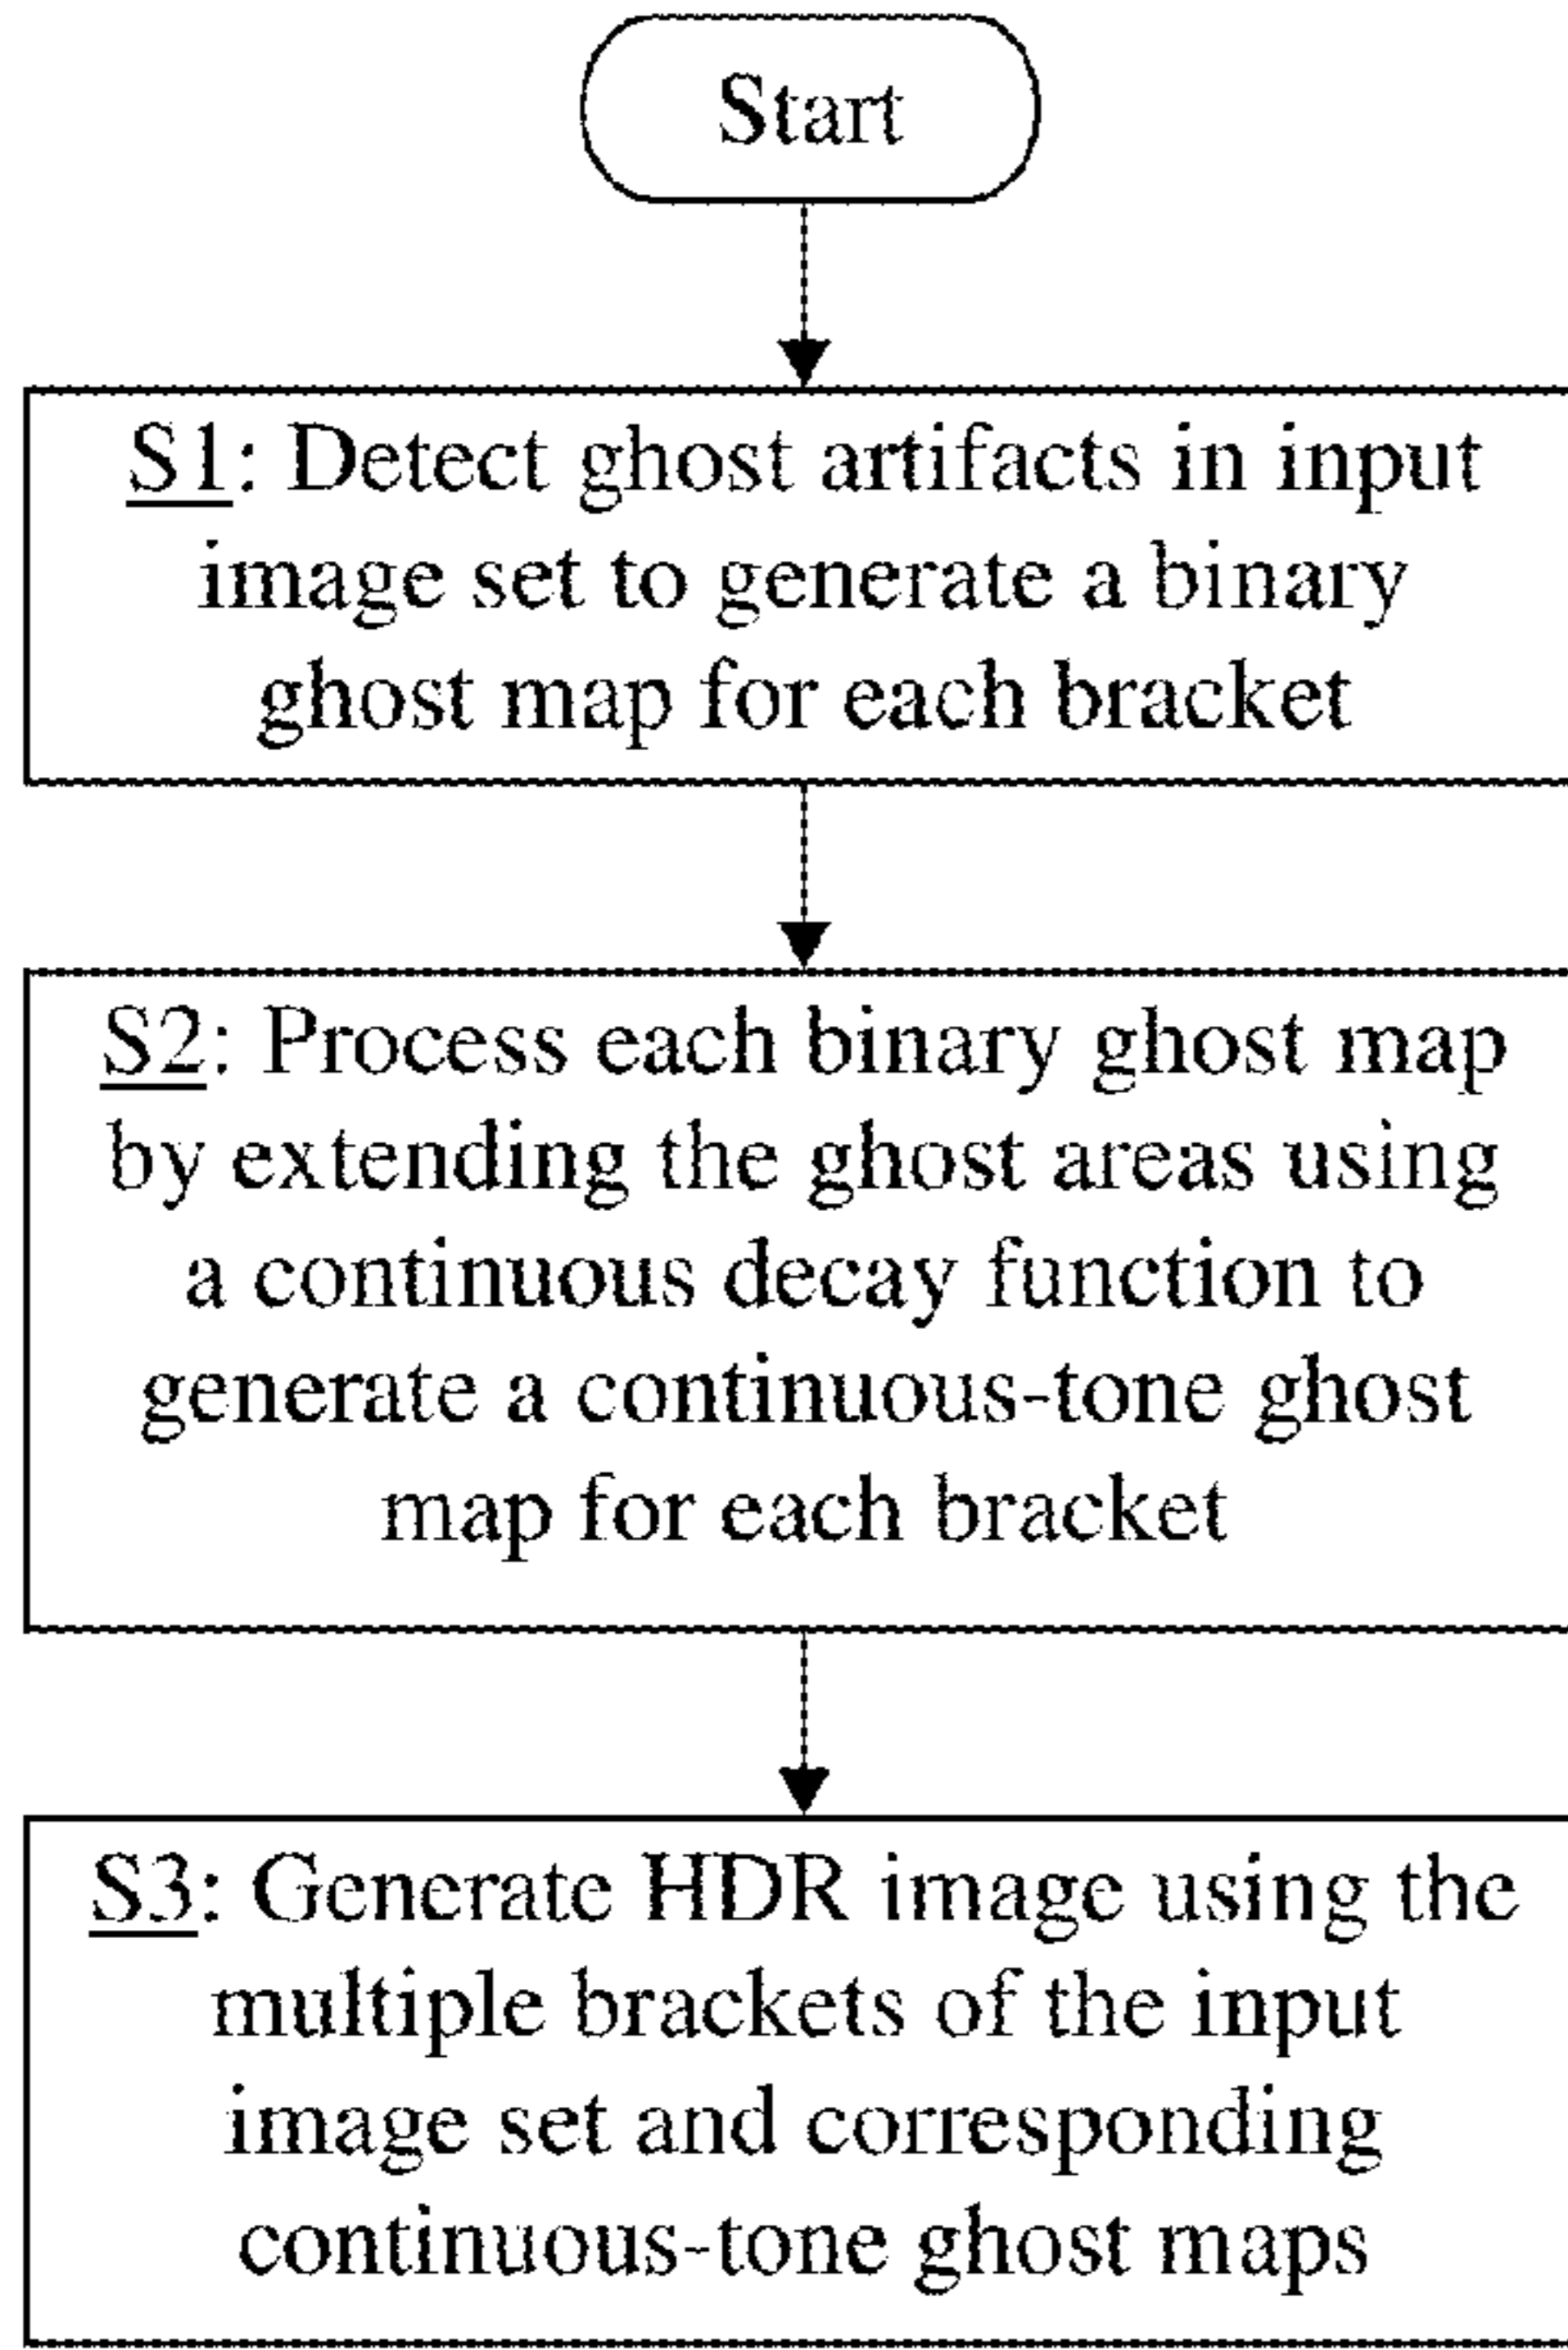 Start
S1: Detect ghost artifacts in input
image set to generate a binary
ghost map for each bracket
S2: Process each binary ghost map
by extending the ghost areas using
a continuous decay function to
generate a continuous-tone ghost
map for each bracket
S3: Generate HDR image using the
multiple brackets of the input
image set and corresponding
continuous-tone ghost maps